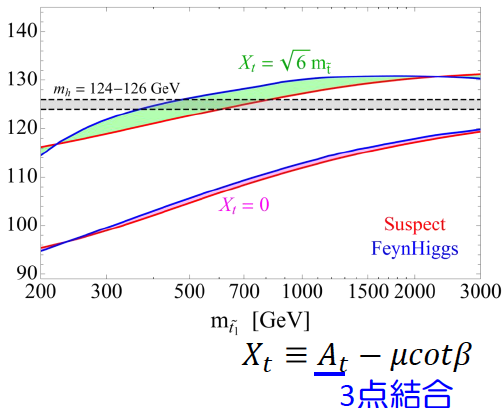 140
X_t = √6 m_t̃
130
m_h = 124−126 GeV
120
110
X_t = 0
100
Suspect
FeynHiggs
90
200 300 500 700 1000 2000 3000
m_t̃₁ [GeV]
X_t ≡ A_t − μcotβ
3点結合